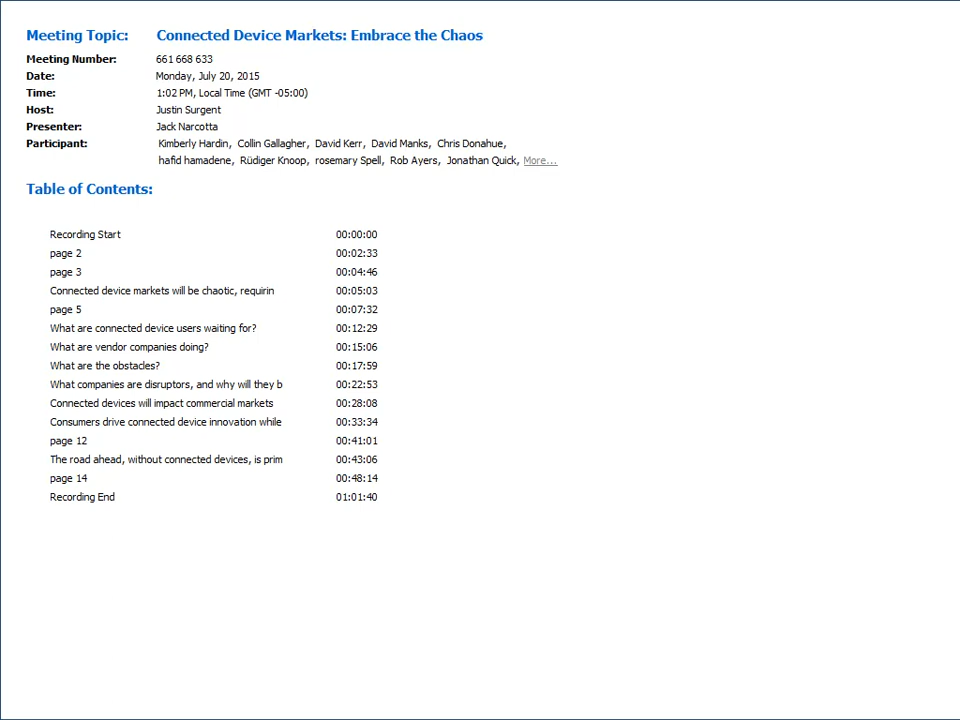 Meeting Topic: Connected Device Markets: Embrace the Chaos
Meeting Number: 661 668 633
Date: Monday, July 20, 2015
Time: 1:02 PM, Local Time (GMT -05:00)
Host: Justin Surgent
Presenter: Jack Narcotta
Participant: Kimberly Hardin, Collin Gallagher, David Kerr, David Manks, Chris Donahue,
hafid hamadene, Rüdiger Knoop, rosemary Spell, Rob Ayers, Jonathan Quick, More...
Table of Contents:
Recording Start 00:00:00
page 2 00:02:33
page 3 00:04:46
Connected device markets will be chaotic, requirin 00:05:03
page 5 00:07:32
What are connected device users waiting for? 00:12:29
What are vendor companies doing? 00:15:06
What are the obstacles? 00:17:59
What companies are disruptors, and why will they b 00:22:53
Connected devices will impact commercial markets 00:28:08
Consumers drive connected device innovation while 00:33:34
page 12 00:41:01
The road ahead, without connected devices, is prim 00:43:06
page 14 00:48:14
Recording End 01:01:40